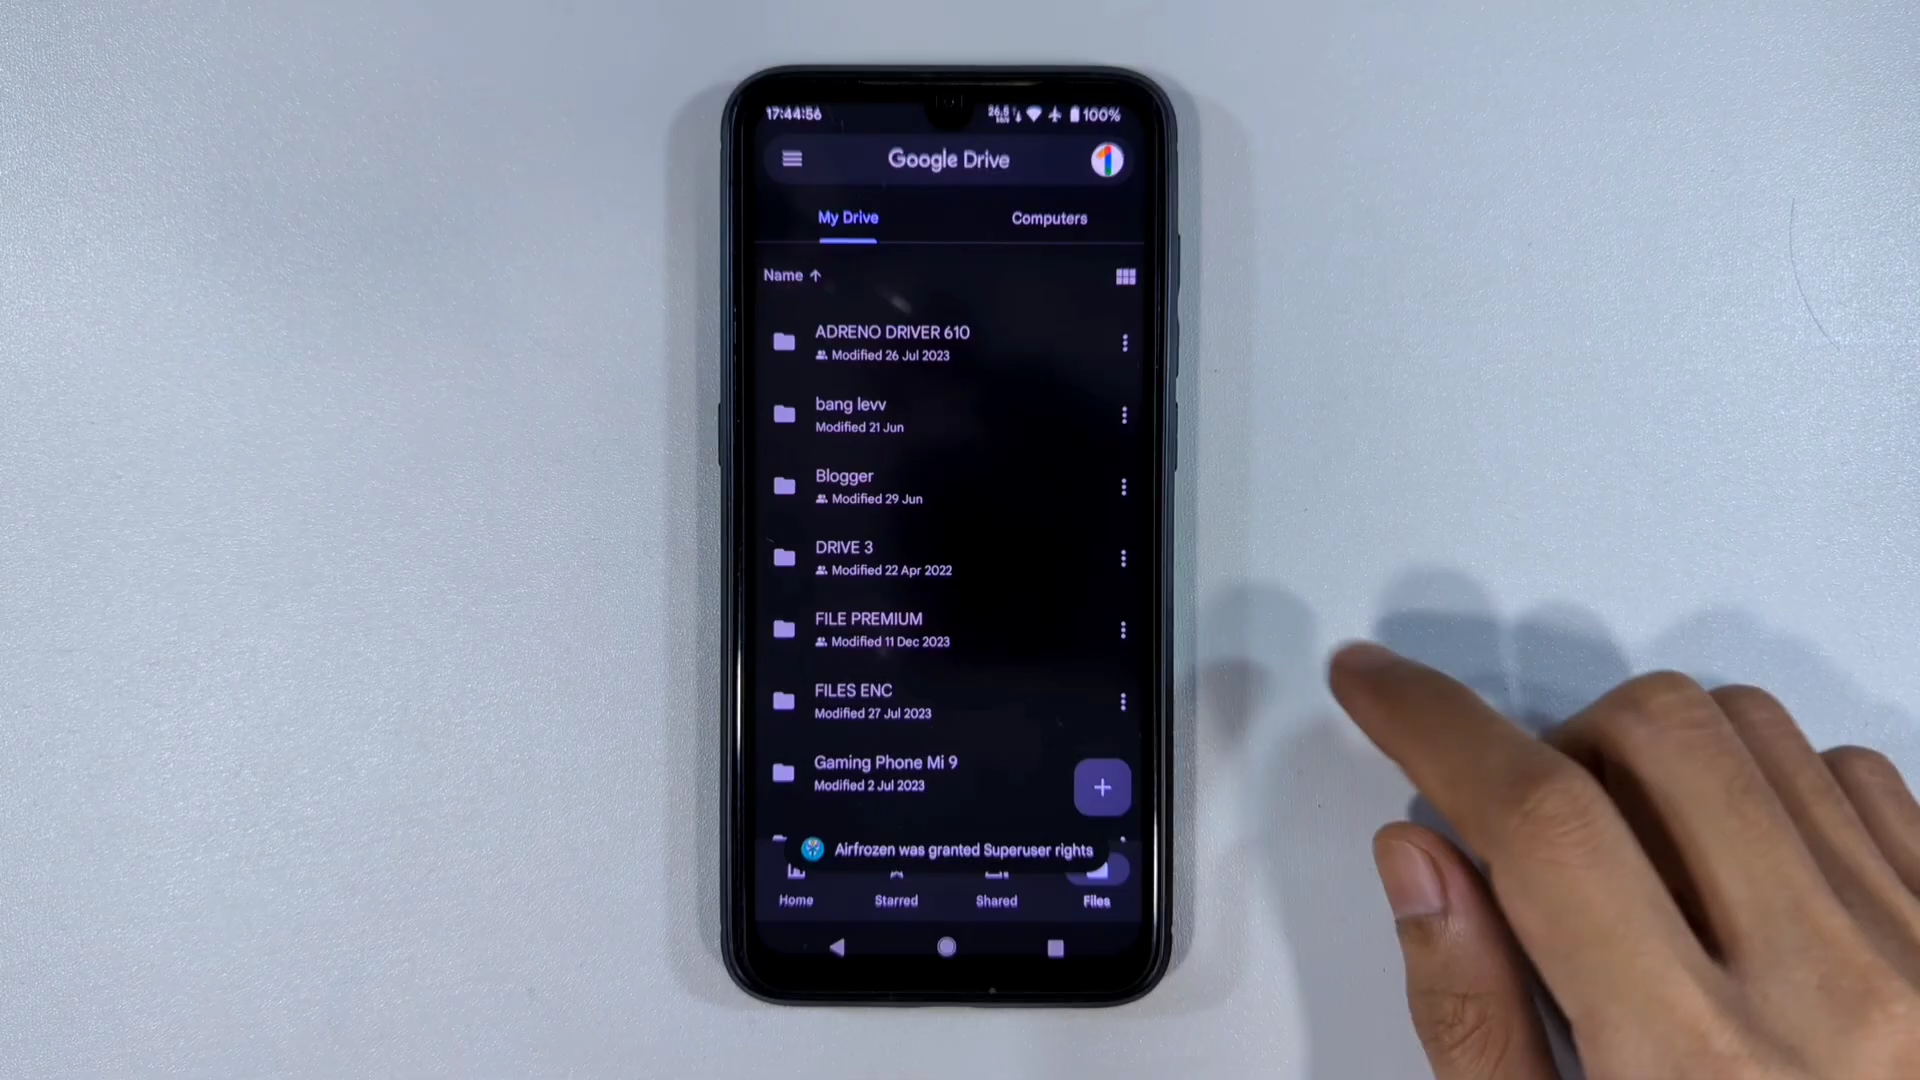 17:44:56
26.5
100%
Google Drive
My Drive
Computers
Name
ADRENO DRIVER 610
Modified 26 Jul 2023
bang levv
Modified 21 Jun
Blogger
Modified 29 Jun
DRIVE 3
Modified 22 Apr 2022
FILE PREMIUM
Modified 11 Dec 2023
FILES ENC
Modified 27 Jul 2023
Gaming Phone Mi 9
Modified 2 Jul 2023
Airfrozen was granted Superuser rights
Home
Starred
Shared
Files